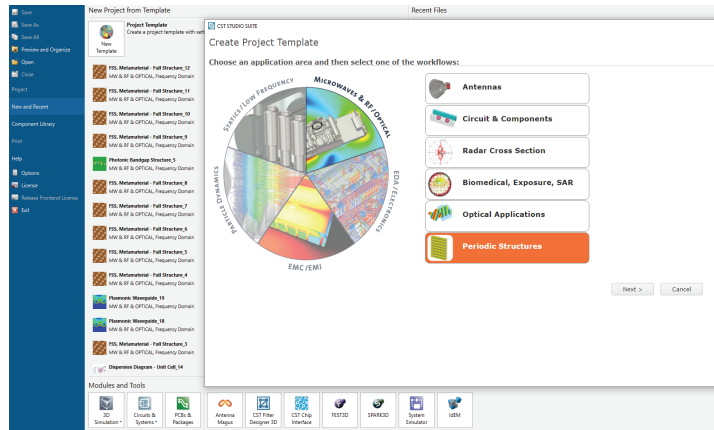 Save
Save As
Save All
Preview and Organize
Open
Close
Project
New and Recent
Component Library
Print
Help
Options
License
Release Frontend License
Exit
New Project from Template
Recent Files
New
Template
Project Template
Create a project template with sett
FSS, Metamaterial - Full Structure_12
MW & RF & OPTICAL, Frequency Domain
FSS, Metamaterial - Full Structure_11
MW & RF & OPTICAL, Frequency Domain
FSS, Metamaterial - Full Structure_10
MW & RF & OPTICAL, Frequency Domain
FSS, Metamaterial - Full Structure_9
MW & RF & OPTICAL, Frequency Domain
Photonic Bandgap Structure_5
MW & RF & OPTICAL, Frequency Domain
FSS, Metamaterial - Full Structure_8
MW & RF & OPTICAL, Frequency Domain
FSS, Metamaterial - Full Structure_7
MW & RF & OPTICAL, Frequency Domain
FSS, Metamaterial - Full Structure_6
MW & RF & OPTICAL, Frequency Domain
FSS, Metamaterial - Full Structure_5
MW & RF & OPTICAL, Frequency Domain
FSS, Metamaterial - Full Structure_4
MW & RF & OPTICAL, Frequency Domain
Plasmonic Waveguide_19
MW & RF & OPTICAL, Frequency Domain
Plasmonic Waveguide_18
MW & RF & OPTICAL, Frequency Domain
FSS, Metamaterial - Full Structure_3
MW & RF & OPTICAL, Frequency Domain
Dispersion Diagram - Unit Cell_14
CST STUDIO SUITE
Create Project Template
Choose an application area and then select one of the workflows:
STATICS/LOW FREQUENCY
MICROWAVES & RF/OPTICAL
EDA/ELECTRONICS
EMC/EMI
PARTICLE DYNAMICS
Antennas
Circuit & Components
Radar Cross Section
Biomedical, Exposure, SAR
Optical Applications
Periodic Structures
Next >
Cancel
Modules and Tools
3D
Simulation
Circuits &
Systems
PCBs &
Packages
Antenna
Magus
CST Filter
Designer 3D
CST Chip
Interface
FEST3D
SPARK3D
System
Simulator
IdEM